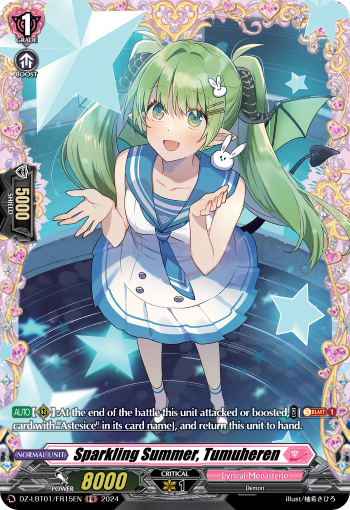 1
GRADE
BOOST
5000
SHIELD
AUTO [R]:At the end of the battle this unit attacked or boosted, COST [S-BLAST 1
card with "Astesice" in its card name], and return this unit to hand.
NORMAL UNIT
Sparkling Summer, Tumuheren
POWER 8000
CRITICAL
1
Lyrical Monasterio
Demon
DZ-LBT01/FR15EN FR 2024
illust/柚希きひろ